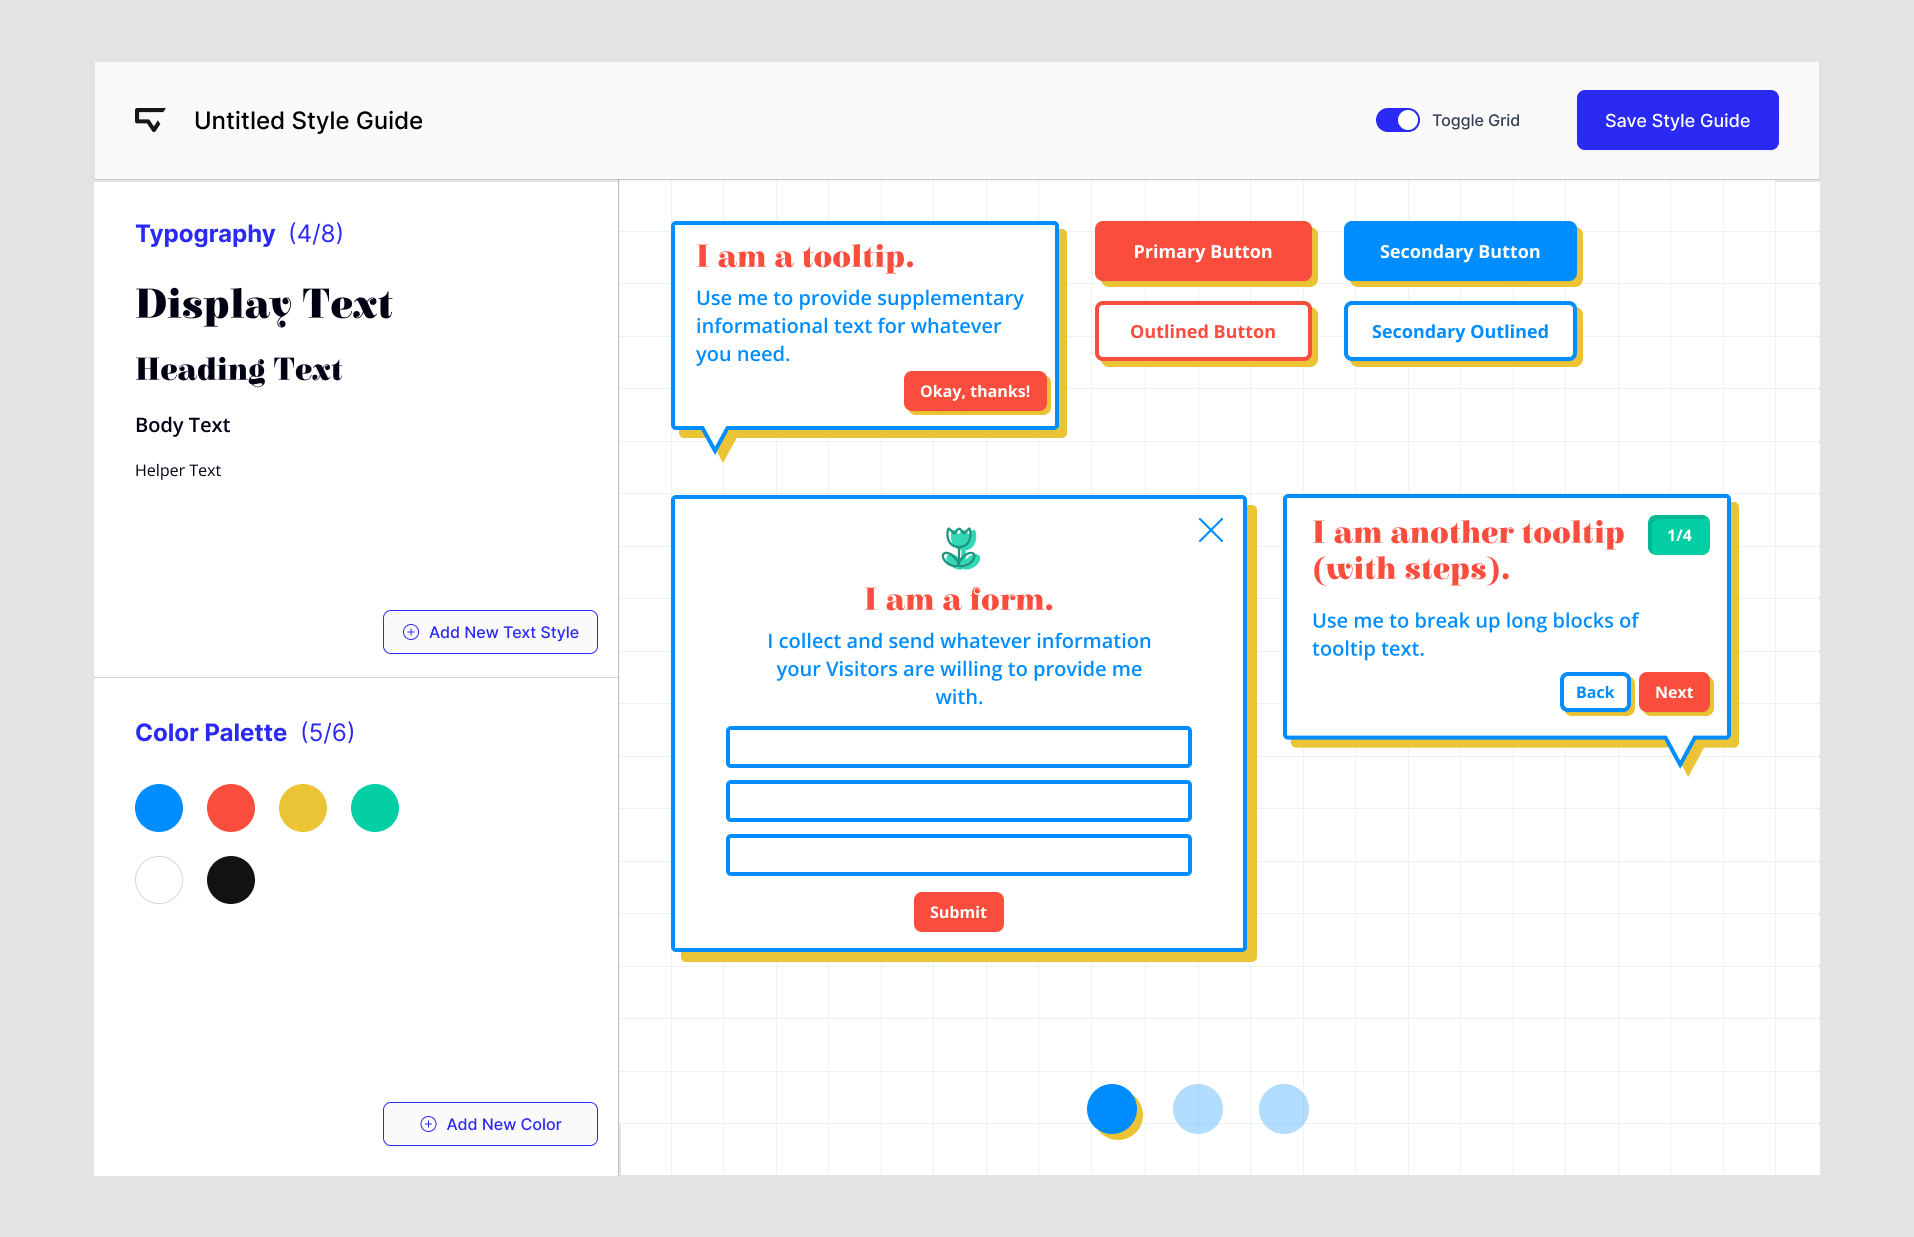 Untitled Style Guide
Toggle Grid
Save Style Guide
Typography (4/8)
Display Text
Heading Text
Body Text
Helper Text
Add New Text Style
Color Palette (5/6)
Add New Color
I am a tooltip.
Use me to provide supplementary
informational text for whatever
you need.
Okay, thanks!
Primary Button
Secondary Button
Outlined Button
Secondary Outlined
I am a form.
I collect and send whatever information
your Visitors are willing to provide me
with.
Submit
I am another tooltip
(with steps).
1/4
Use me to break up long blocks of
tooltip text.
Back
Next